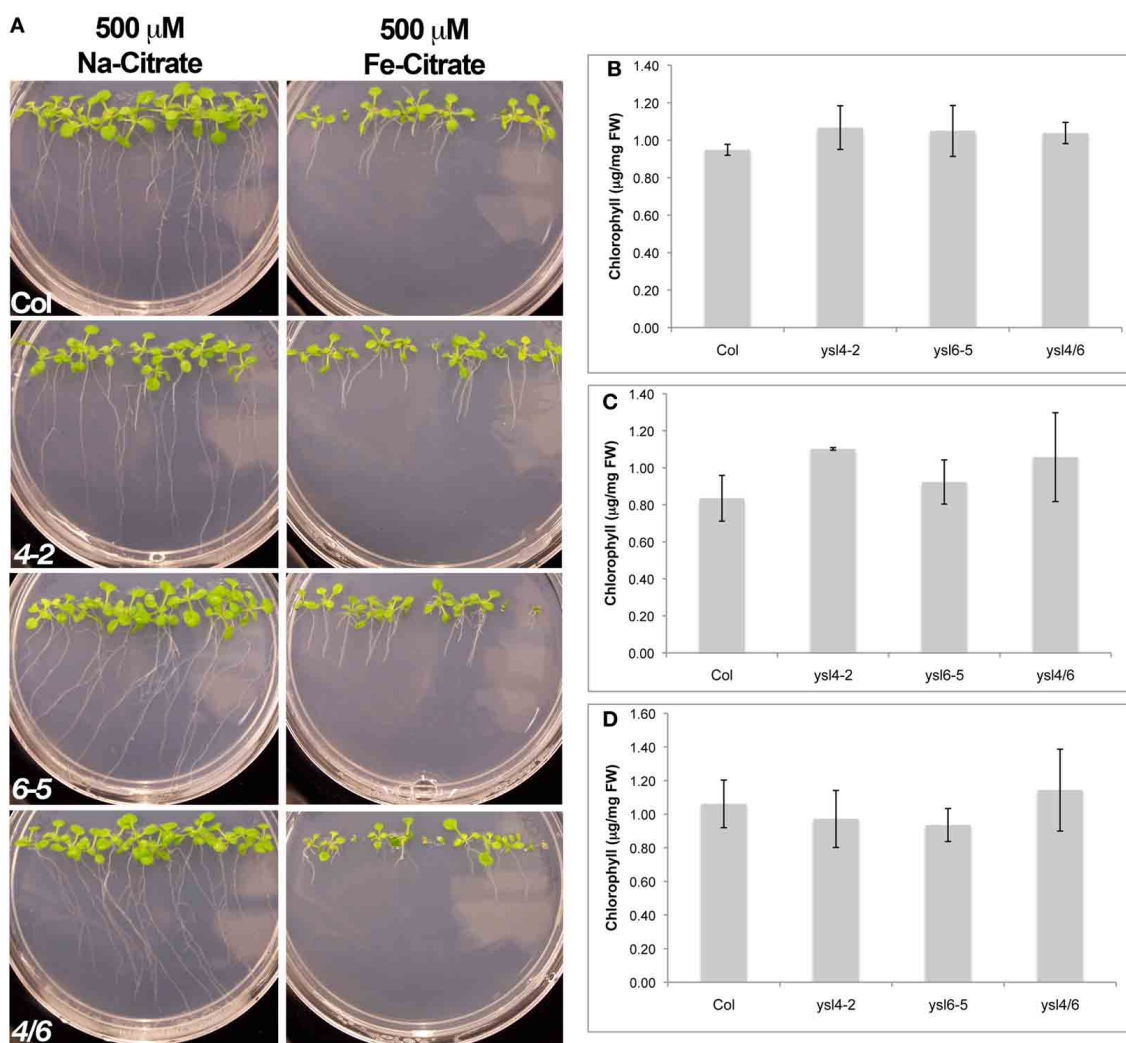 A
500 µM
Na-Citrate
500 µM
Fe-Citrate
Col
4-2
6-5
4/6
B
Chlorophyll (µg/mg FW)
1.40
1.20
1.00
0.80
0.60
0.40
0.20
0.00
Col ysl4-2 ysl6-5 ysl4/6
C
Chlorophyll (µg/mg FW)
1.40
1.20
1.00
0.80
0.60
0.40
0.20
0.00
Col ysl4-2 ysl6-5 ysl4/6
D
Chlorophyll (µg/mg FW)
1.60
1.40
1.20
1.00
0.80
0.60
0.40
0.20
0.00
Col ysl4-2 ysl6-5 ysl4/6